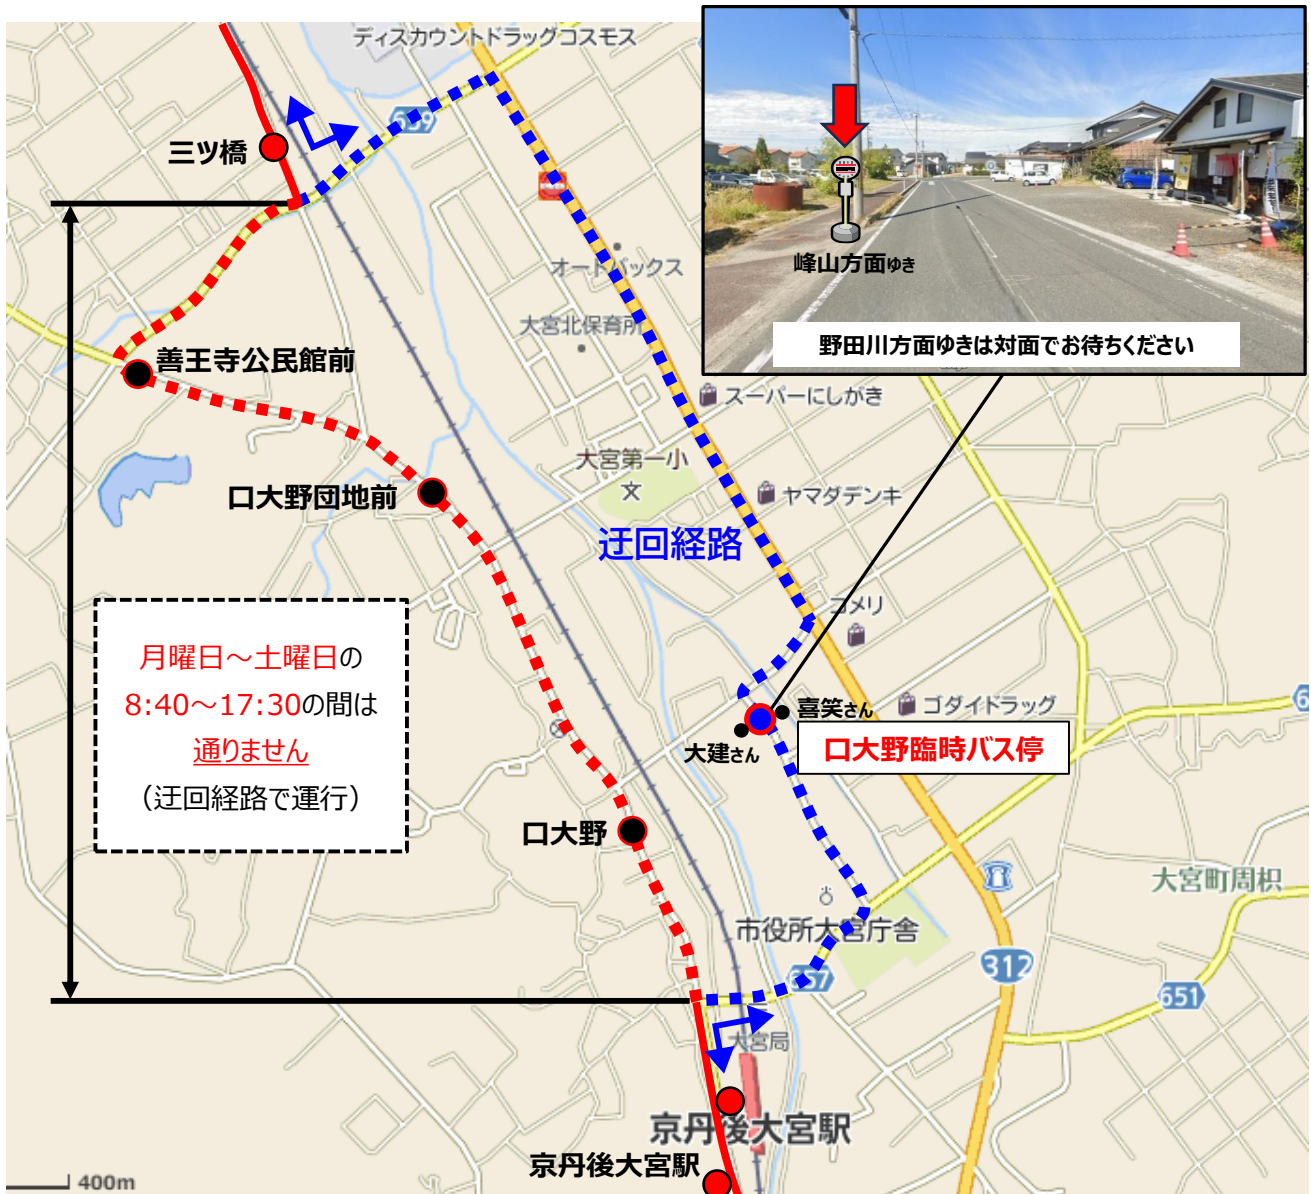 ディスカウントドラッグコスモス
659
三ツ橋
オートバックス
大宮北保育所
峰山方面ゆき
野田川方面ゆきは対面でお待ちください
善王寺公民館前
スーパーにしがき
大宮第一小
ヤマダデンキ
口大野団地前
迂回経路
コメリ
月曜日～土曜日の
8:40～17:30の間は
通りません
（迂回経路で運行）
喜笑さん
ゴダイドラッグ
大建さん
口大野臨時バス停
口大野
大宮町周枳
市役所大宮庁舎
312
657
651
大宮局
京丹後大宮駅
京丹後大宮駅
400m